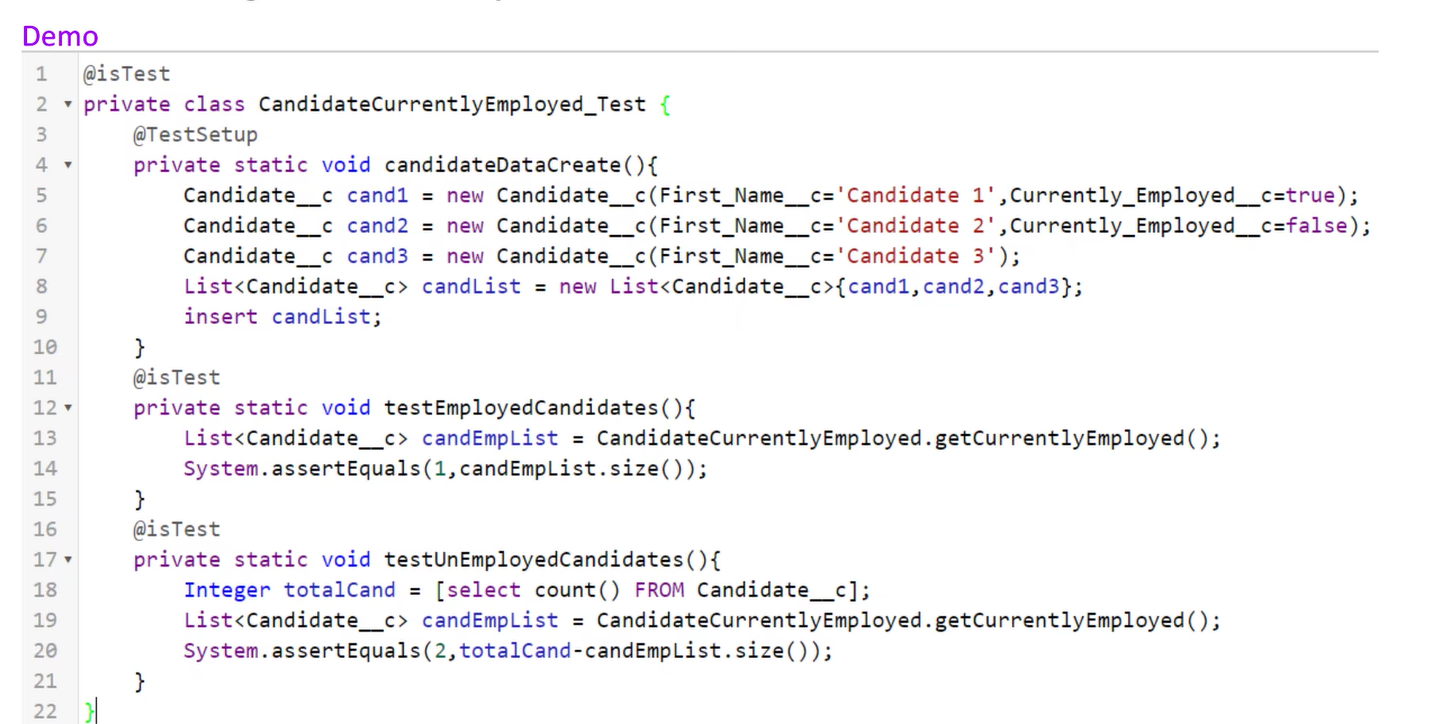 Demo
1 @isTest
2 private class CandidateCurrentlyEmployed_Test {
3 @TestSetup
4 private static void candidateDataCreate(){
5 Candidate__c cand1 = new Candidate__c(First_Name__c='Candidate 1',Currently_Employed__c=true);
6 Candidate__c cand2 = new Candidate__c(First_Name__c='Candidate 2',Currently_Employed__c=false);
7 Candidate__c cand3 = new Candidate__c(First_Name__c='Candidate 3');
8 List<Candidate__c> candList = new List<Candidate__c>{cand1,cand2,cand3};
9 insert candList;
10 }
11 @isTest
12 private static void testEmployedCandidates(){
13 List<Candidate__c> candEmpList = CandidateCurrentlyEmployed.getCurrentlyEmployed();
14 System.assertEquals(1,candEmpList.size());
15 }
16 @isTest
17 private static void testUnEmployedCandidates(){
18 Integer totalCand = [select count() FROM Candidate__c];
19 List<Candidate__c> candEmpList = CandidateCurrentlyEmployed.getCurrentlyEmployed();
20 System.assertEquals(2,totalCand-candEmpList.size());
21 }
22 }